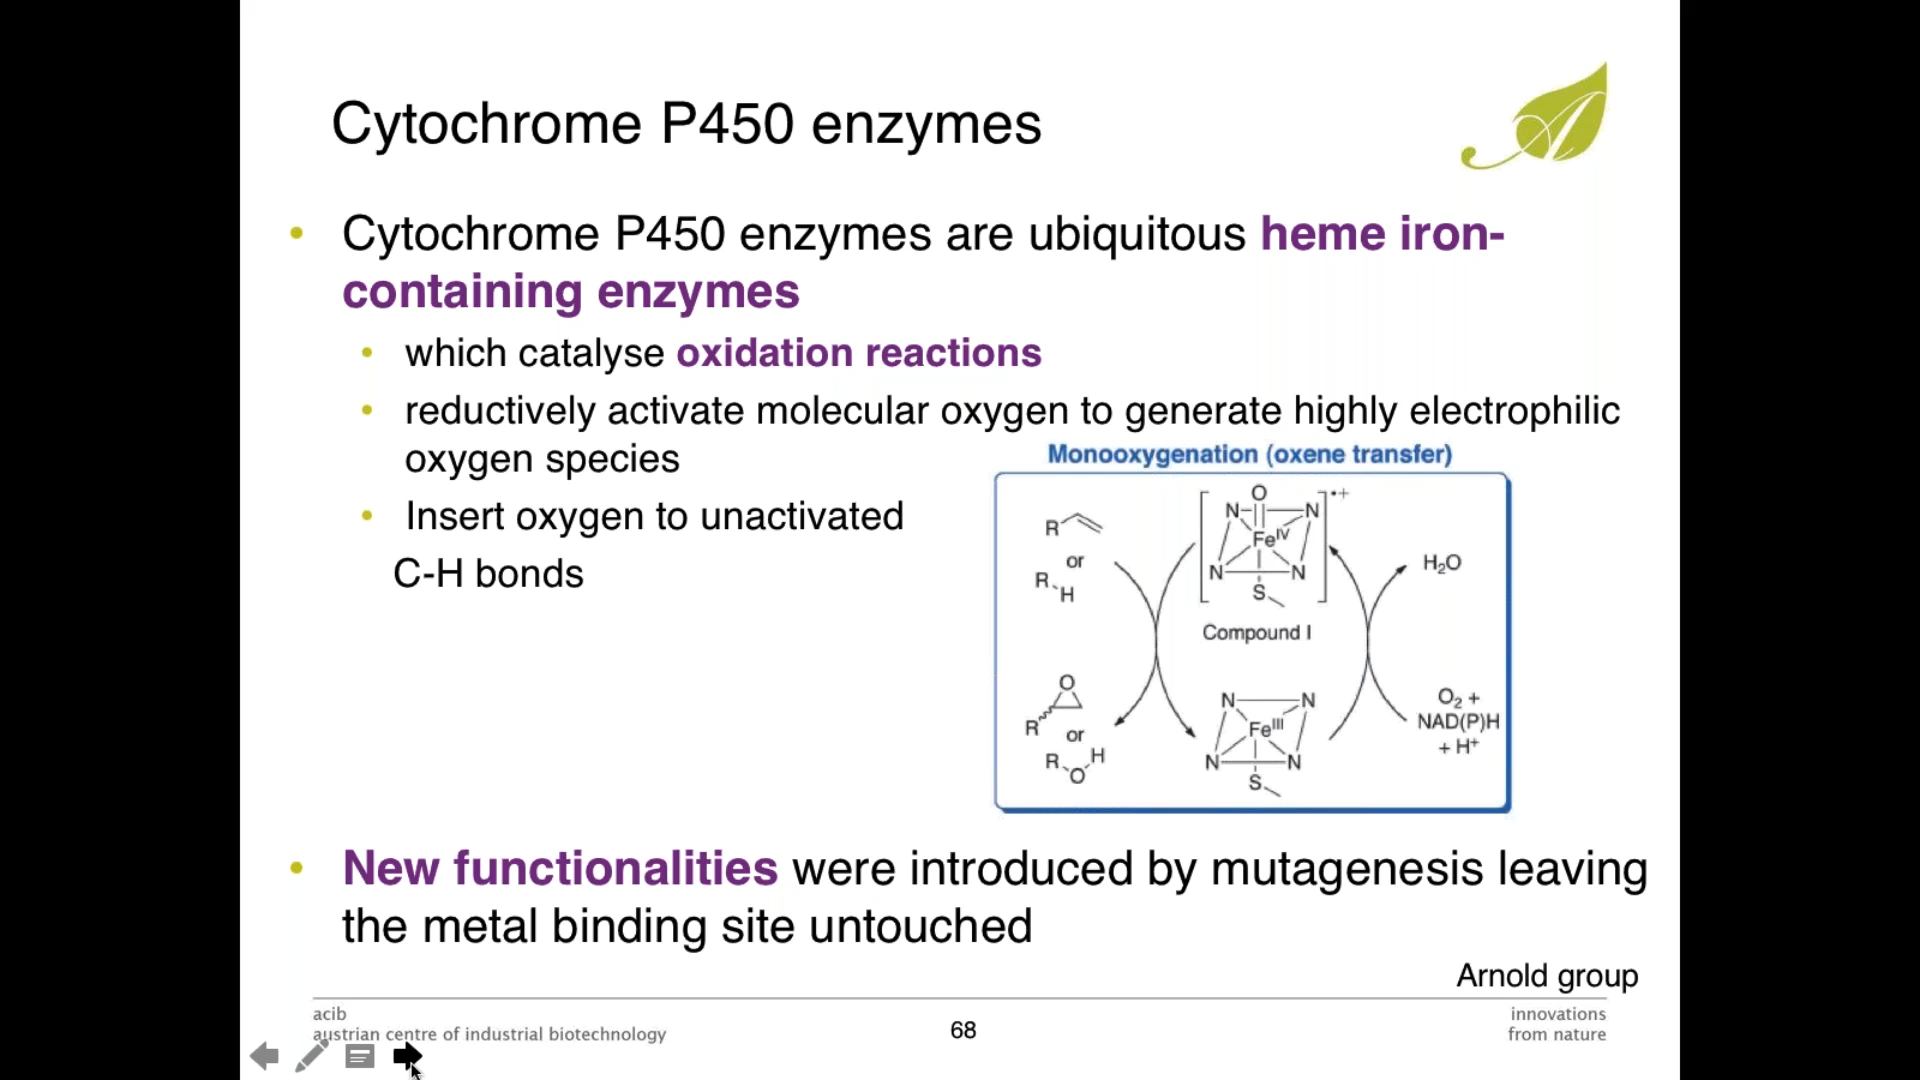 Cytochrome P450 enzymes
Cytochrome P450 enzymes are ubiquitous heme iron-
containing enzymes
which catalyse oxidation reactions
reductively activate molecular oxygen to generate highly electrophilic
oxygen species
Insert oxygen to unactivated
C-H bonds
Monooxygenation (oxene transfer)
R
or
R H
O
N N
Fe^IV
N N
S
•+
Compound I
H₂O
O
R
or
R O H
N N
Fe^III
N N
S
O₂ +
NAD(P)H
+ H⁺
New functionalities were introduced by mutagenesis leaving
the metal binding site untouched
Arnold group
acib
austrian centre of industrial biotechnology
68
innovations
from nature